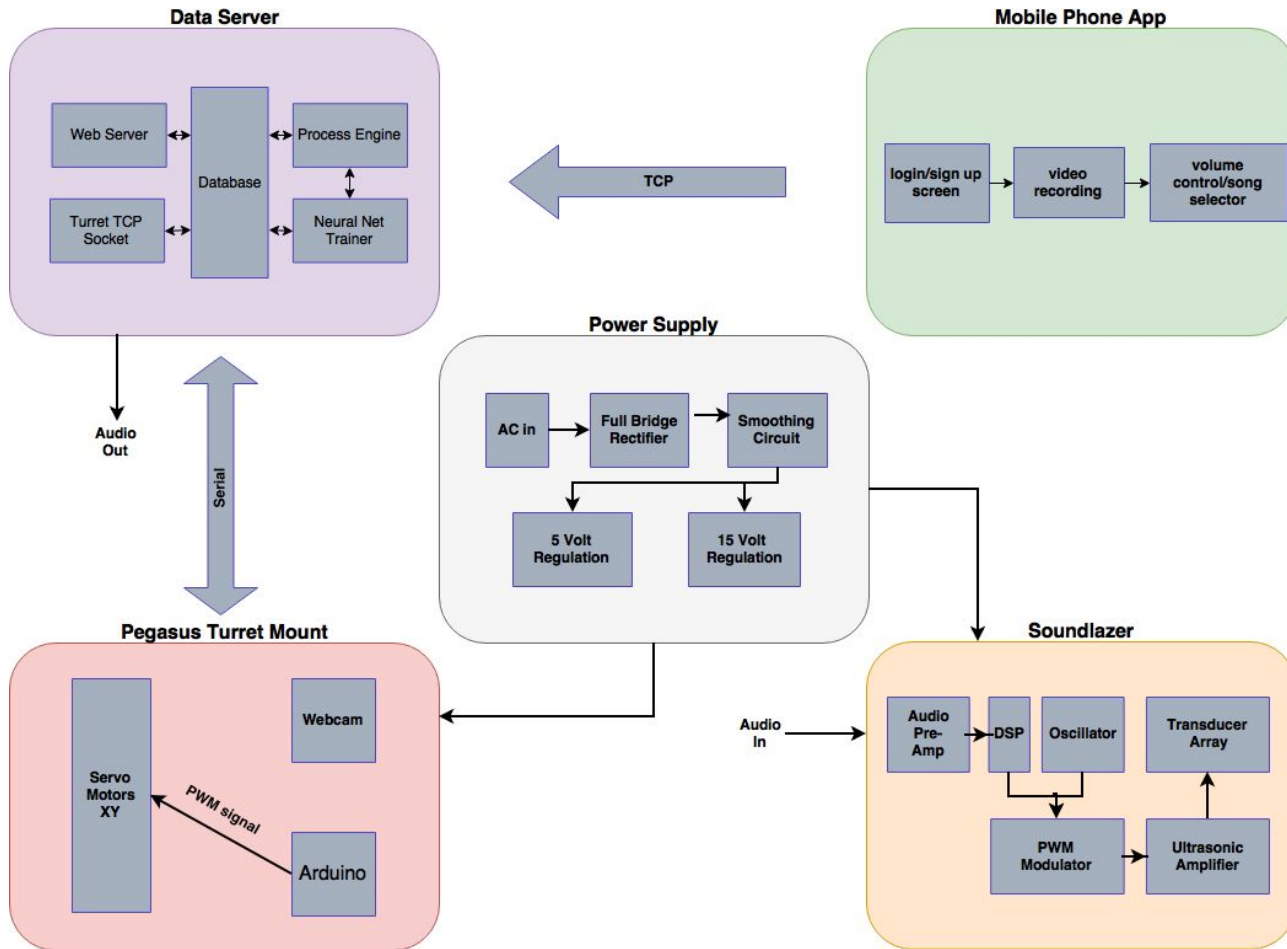 Data Server
Mobile Phone App
Web Server
Database
Process Engine
Turret TCP
Socket
Neural Net
Trainer
TCP
login/sign up
screen
video
recording
volume
control/song
selector
Audio
Out
Serial
Power Supply
AC in
Full Bridge
Rectifier
Smoothing
Circuit
5 Volt
Regulation
15 Volt
Regulation
Pegasus Turret Mount
Servo
Motors
XY
Webcam
PWM signal
Arduino
Soundlazer
Audio
In
Audio
Pre-
Amp
DSP
Oscillator
Transducer
Array
PWM
Modulator
Ultrasonic
Amplifier